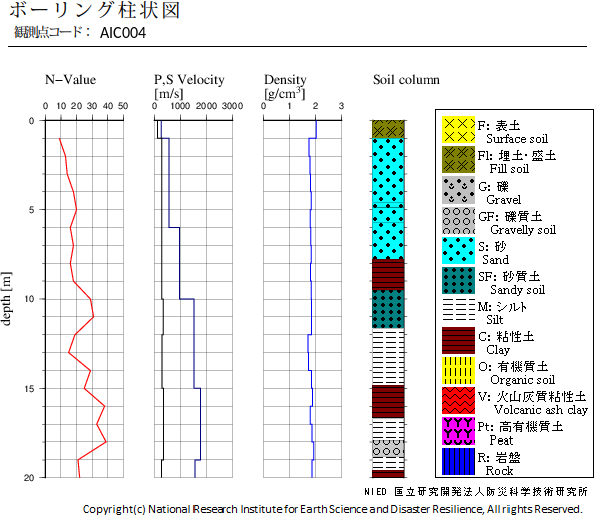 ボーリング柱状図
観測点コード： AIC004
N-Value
P,S Velocity
[m/s]
Density
[g/cm³]
Soil column
0 10 20 30 40 50
0 1000 2000 3000
0 1 2 3
0
5
10
15
20
depth [m]
F: 表土
Surface soil
Fl: 埋土・盛土
Fill soil
G: 礫
Gravel
GF: 礫質土
Gravelly soil
S: 砂
Sand
SF: 砂質土
Sandy soil
M: シルト
Silt
C: 粘性土
Clay
O: 有機質土
Organic soil
V: 火山灰質粘性土
Volcanic ash clay
Pt: 高有機質土
Peat
R: 岩盤
Rock
NIED 国立研究開発法人防災科学技術研究所
Copyright(c) National Research Institute for Earth Science and Disaster Resilience, All rights Reserved.